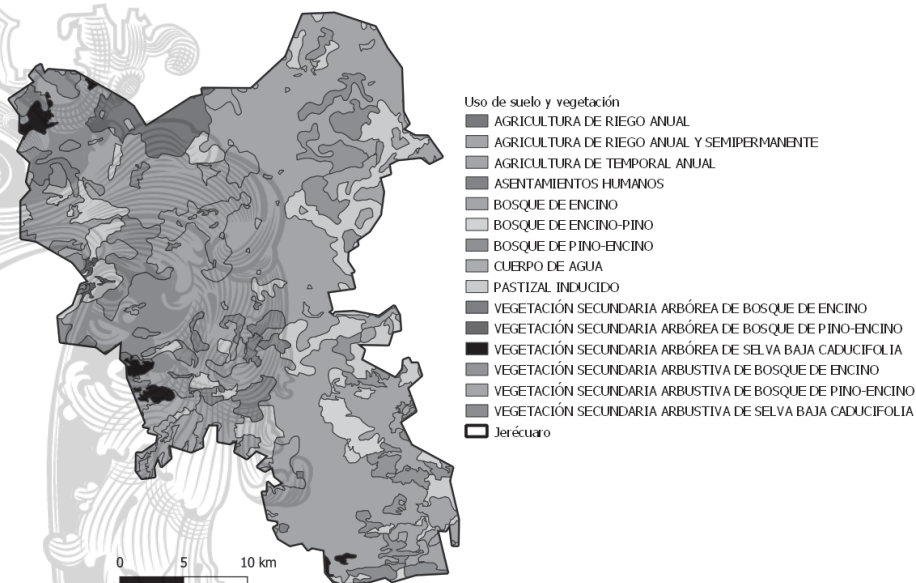 Uso de suelo y vegetación
AGRICULTURA DE RIEGO ANUAL
AGRICULTURA DE RIEGO ANUAL Y SEMIPERMANENTE
AGRICULTURA DE TEMPORAL ANUAL
ASENTAMIENTOS HUMANOS
BOSQUE DE ENCINO
BOSQUE DE ENCINO-PINO
BOSQUE DE PINO-ENCINO
CUERPO DE AGUA
PASTIZAL INDUCIDO
VEGETACIÓN SECUNDARIA ARBÓREA DE BOSQUE DE ENCINO
VEGETACIÓN SECUNDARIA ARBÓREA DE BOSQUE DE PINO-ENCINO
VEGETACIÓN SECUNDARIA ARBÓREA DE SELVA BAJA CADUCIFOLIA
VEGETACIÓN SECUNDARIA ARBUSTIVA DE BOSQUE DE ENCINO
VEGETACIÓN SECUNDARIA ARBUSTIVA DE BOSQUE DE PINO-ENCINO
VEGETACIÓN SECUNDARIA ARBUSTIVA DE SELVA BAJA CADUCIFOLIA
Jerécuaro
0 5 10 km